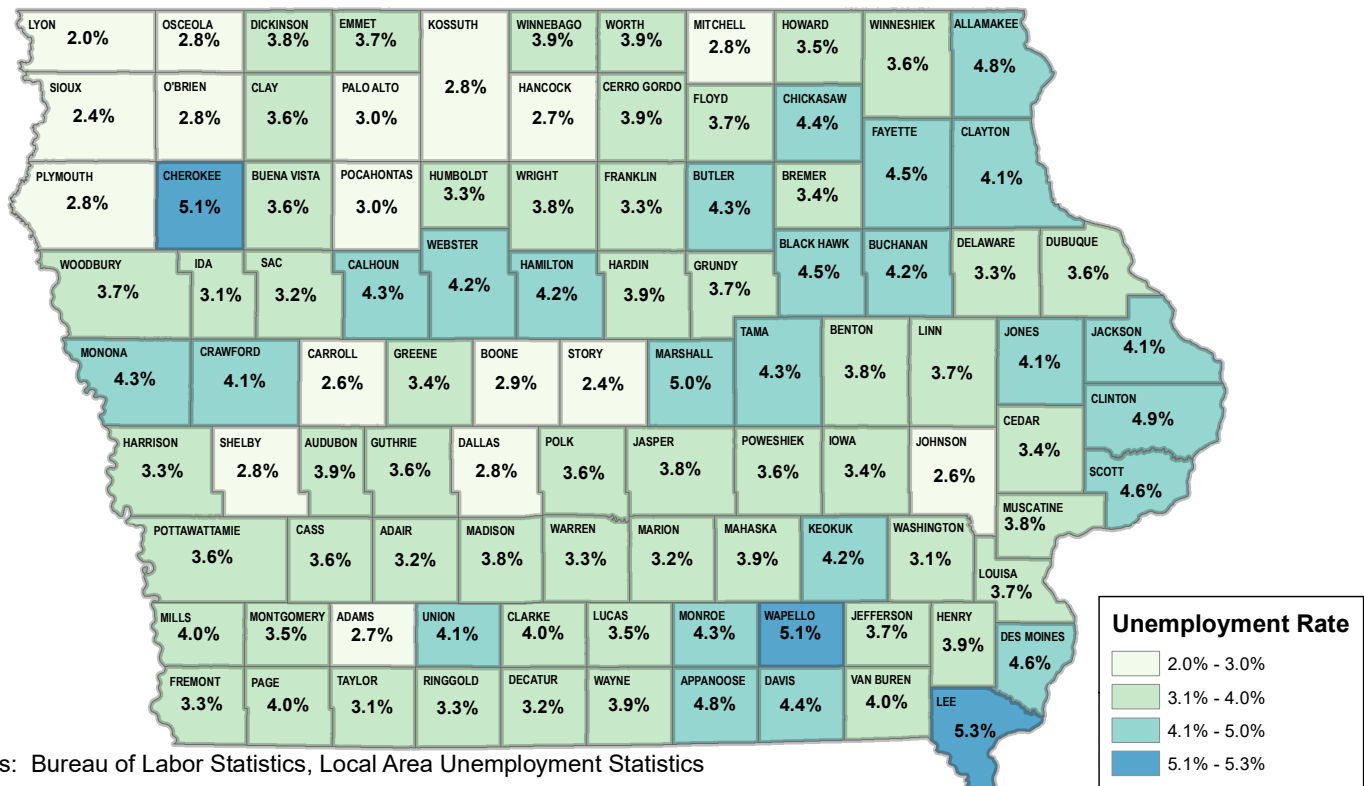 LYON
2.0%
OSCEOLA
2.8%
DICKINSON
3.8%
EMMET
3.7%
KOSSUTH
2.8%
WINNEBAGO
3.9%
WORTH
3.9%
MITCHELL
2.8%
HOWARD
3.5%
WINNESHIEK
3.6%
ALLAMAKEE
4.8%
SIOUX
2.4%
O'BRIEN
2.8%
CLAY
3.6%
PALO ALTO
3.0%
HANCOCK
2.7%
CERRO GORDO
3.9%
FLOYD
3.7%
CHICKASAW
4.4%
FAYETTE
4.5%
CLAYTON
4.1%
PLYMOUTH
2.8%
CHEROKEE
5.1%
BUENA VISTA
3.6%
POCAHONTAS
3.0%
HUMBOLDT
3.3%
WRIGHT
3.8%
FRANKLIN
3.3%
BUTLER
4.3%
BREMER
3.4%
WEBSTER
4.2%
BLACK HAWK
4.5%
BUCHANAN
4.2%
DELAWARE
3.3%
DUBUQUE
3.6%
WOODBURY
3.7%
IDA
3.1%
SAC
3.2%
CALHOUN
4.3%
HAMILTON
4.2%
HARDIN
3.9%
GRUNDY
3.7%
TAMA
4.3%
BENTON
3.8%
LINN
3.7%
JONES
4.1%
JACKSON
4.1%
MONONA
4.3%
CRAWFORD
4.1%
CARROLL
2.6%
GREENE
3.4%
BOONE
2.9%
STORY
2.4%
MARSHALL
5.0%
CLINTON
4.9%
CEDAR
3.4%
HARRISON
3.3%
SHELBY
2.8%
AUDUBON
3.9%
GUTHRIE
3.6%
DALLAS
2.8%
POLK
3.6%
JASPER
3.8%
POWESHIEK
3.6%
IOWA
3.4%
JOHNSON
2.6%
SCOTT
4.6%
MUSCATINE
3.8%
POTTAWATTAMIE
3.6%
CASS
3.6%
ADAIR
3.2%
MADISON
3.8%
WARREN
3.3%
MARION
3.2%
MAHASKA
3.9%
KEOKUK
4.2%
WASHINGTON
3.1%
LOUISA
3.7%
MILLS
4.0%
MONTGOMERY
3.5%
ADAMS
2.7%
UNION
4.1%
CLARKE
4.0%
LUCAS
3.5%
MONROE
4.3%
WAPELLO
5.1%
JEFFERSON
3.7%
HENRY
3.9%
DES MOINES
4.6%
FREMONT
3.3%
PAGE
4.0%
TAYLOR
3.1%
RINGGOLD
3.3%
DECATUR
3.2%
WAYNE
3.9%
APPANOOSE
4.8%
DAVIS
4.4%
VAN BUREN
4.0%
LEE
5.3%
Unemployment Rate
2.0% - 3.0%
3.1% - 4.0%
4.1% - 5.0%
5.1% - 5.3%
s: Bureau of Labor Statistics, Local Area Unemployment Statistics